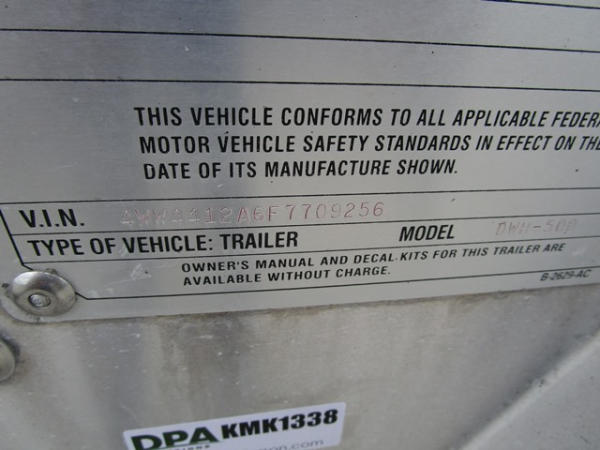 THIS VEHICLE CONFORMS TO ALL APPLICABLE FEDERA
MOTOR VEHICLE SAFETY STANDARDS IN EFFECT ON THE
DATE OF ITS MANUFACTURE SHOWN.
V.I.N.
TYPE OF VEHICLE: TRAILER MODEL
OWNER'S MANUAL AND DECAL KITS FOR THIS TRAILER ARE
AVAILABLE WITHOUT CHARGE.
B-2629-AC
DPA KMK1338